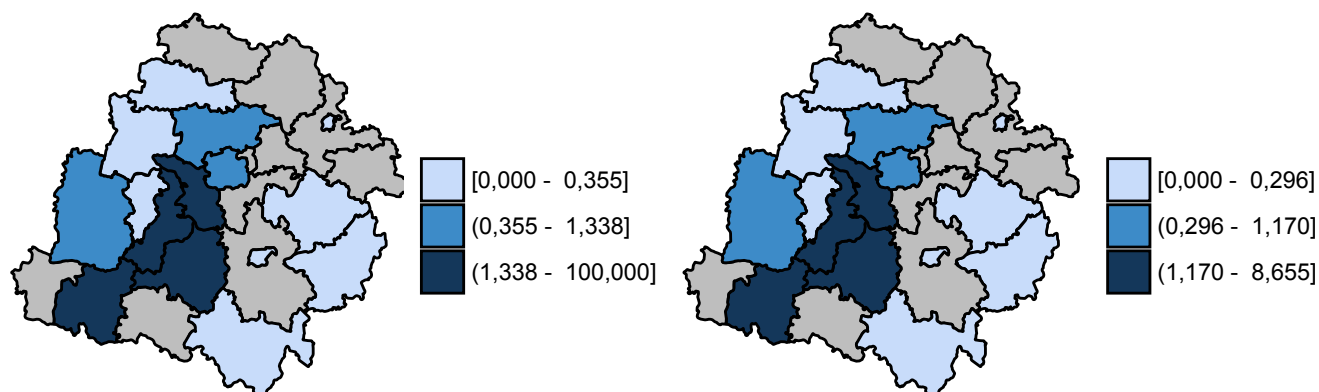 [0,000 - 0,355]
(0,355 - 1,338]
(1,338 - 100,000]
[0,000 - 0,296]
(0,296 - 1,170]
(1,170 - 8,655]